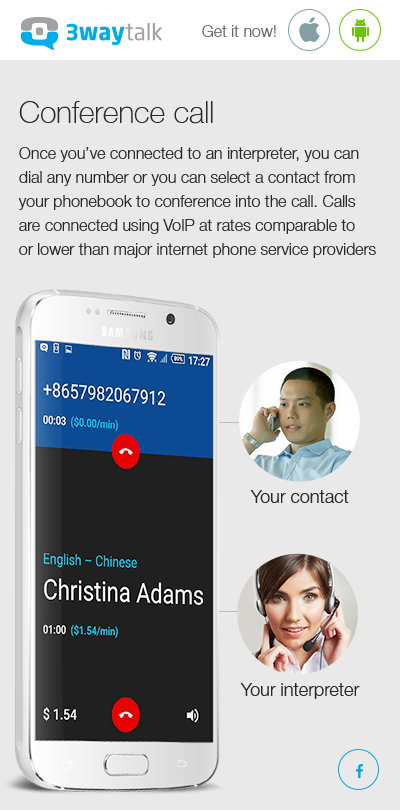 3waytalk
Get it now!
Conference call
Once you’ve connected to an interpreter, you can
dial any number or you can select a contact from
your phonebook to conference into the call. Calls
are connected using VoIP at rates comparable to
or lower than major internet phone service providers
SAMSUNG
80% 17:27
+8657982067912
00:03 ($0.00/min)
Your contact
English – Chinese
Christina Adams
01:00 ($1.54/min)
Your interpreter
$ 1.54
f